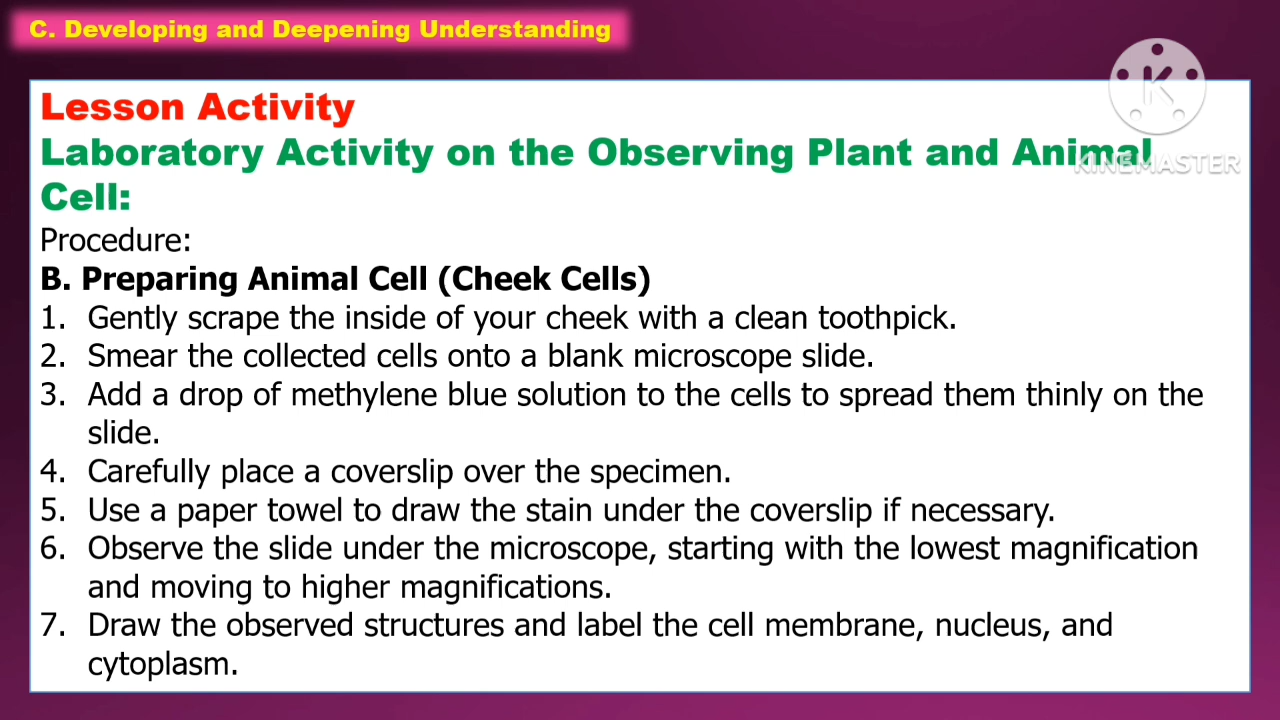 C. Developing and Deepening Understanding
Lesson Activity
Laboratory Activity on the Observing Plant and Animal
Cell:
KINEMASTER
Procedure:
B. Preparing Animal Cell (Cheek Cells)
1. Gently scrape the inside of your cheek with a clean toothpick.
2. Smear the collected cells onto a blank microscope slide.
3. Add a drop of methylene blue solution to the cells to spread them thinly on the
slide.
4. Carefully place a coverslip over the specimen.
5. Use a paper towel to draw the stain under the coverslip if necessary.
6. Observe the slide under the microscope, starting with the lowest magnification
and moving to higher magnifications.
7. Draw the observed structures and label the cell membrane, nucleus, and
cytoplasm.